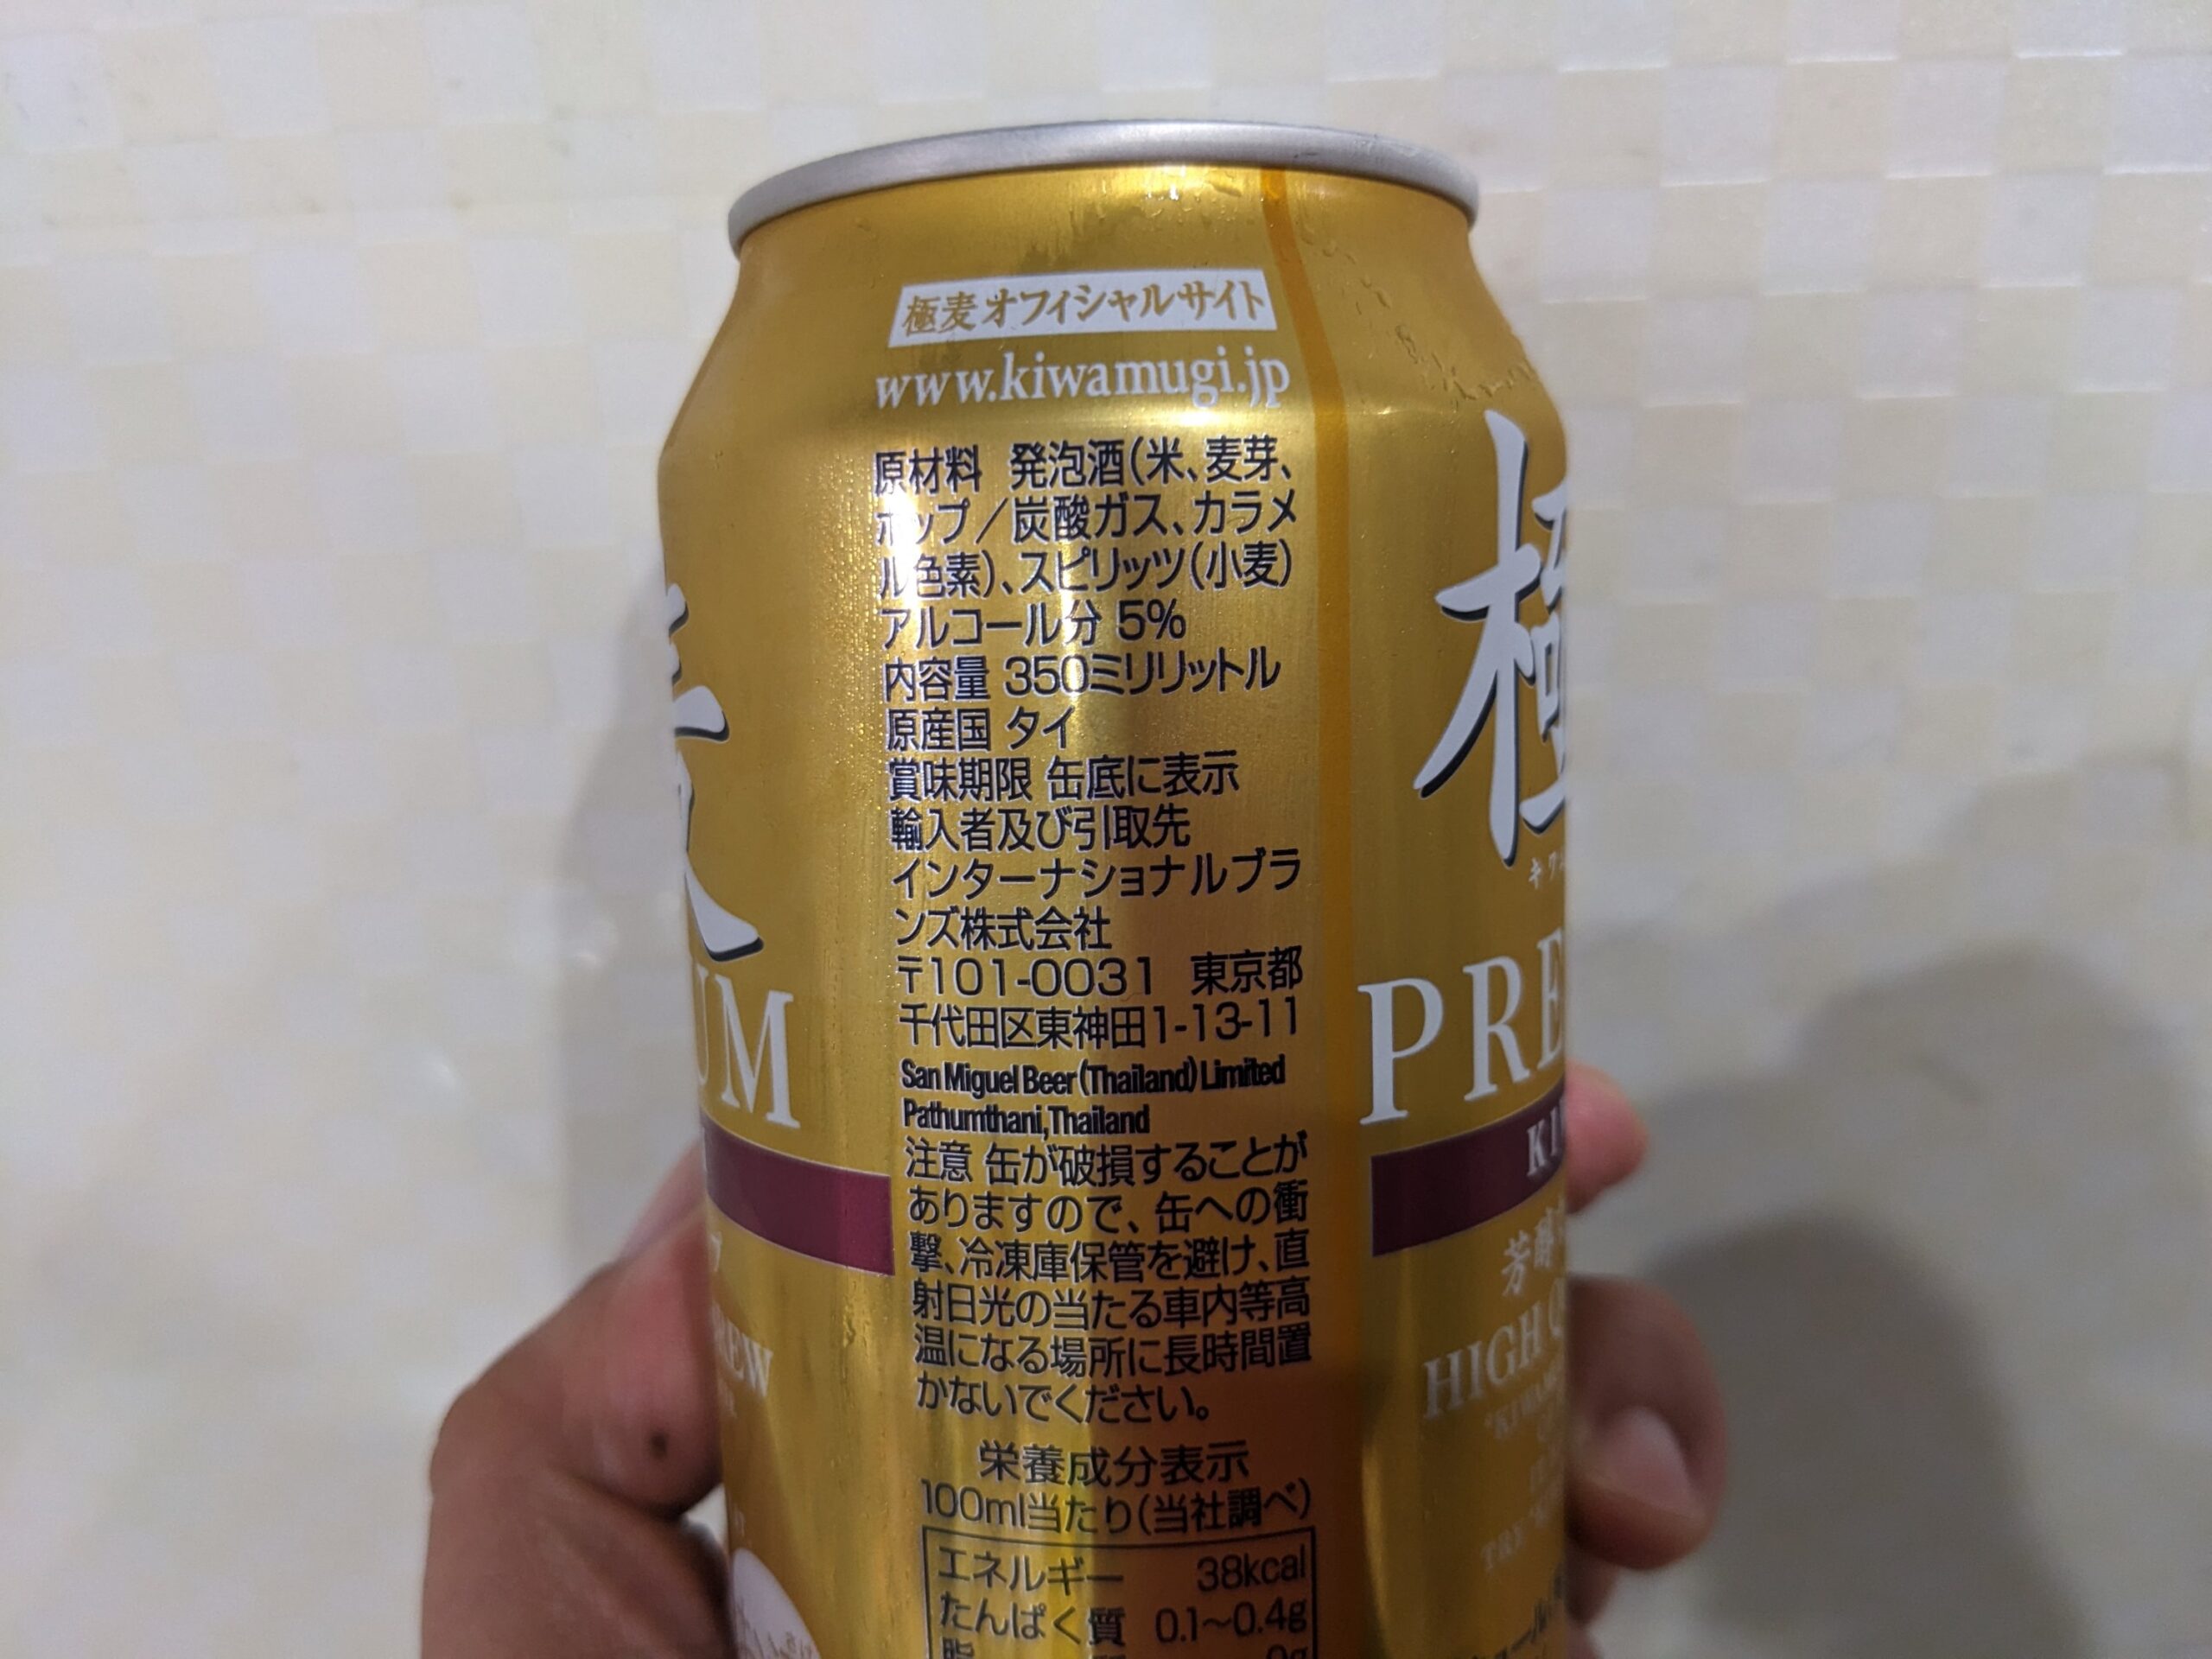 極麦オフィシャルサイト
www.kiwamugi.jp
原材料 発泡酒(米、麦芽、
ホップ/炭酸ガス、カラメ
ル色素)、スピリッツ(小麦)
アルコール分 5%
内容量 350ミリリットル
原産国 タイ
賞味期限 缶底に表示
輸入者及び引取先
インターナショナルブラ
ンズ株式会社
〒101-0031 東京都
千代田区東神田1-13-11
San Miguel Beer (Thailand) Limited
Pathumthani, Thailand
注意 缶が破損することが
ありますので、缶への衝
撃、冷凍庫保管を避け、直
射日光の当たる車内等高
温になる場所に長時間置
かないでください。
栄養成分表示
100ml当たり(当社調べ)
エネルギー 38kcal
たんぱく質 0.1~0.4g
0g
麦
UM
REW
極
キワ
PRE
KI
芳醇
HIGH